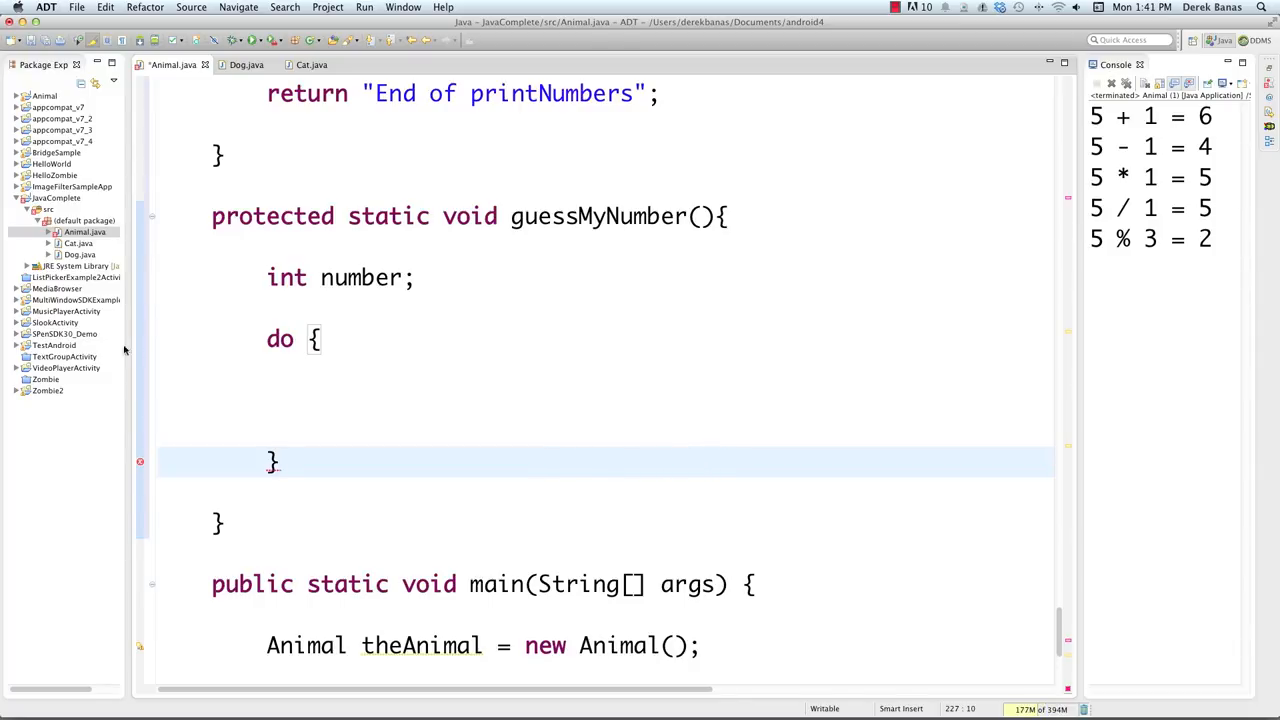 ADT File Edit Refactor Source Navigate Search Project Run Window Help
10 Mon 1:41 PM Derek Banas
Java - JavaComplete/src/Animal.java - ADT - /Users/derekbanas/Documents/android4
Quick Access Java DDMS
Package Exp
*Animal.java Dog.java Cat.java
Console
<terminated> Animal (1) [Java Application]
Animal
appcompat_v7
appcompat_v7_2
appcompat_v7_3
appcompat_v7_4
BridgeSample
HelloWorld
HelloZombie
ImageFilterSampleApp
JavaComplete
src
(default package)
Animal.java
Cat.java
Dog.java
JRE System Library [Ja
ListPickerExample2Activi
MediaBrowser
MultiWindowSDKExample
MusicPlayerActivity
SlookActivity
SPenSDK30_Demo
TestAndroid
TextGroupActivity
VideoPlayerActivity
Zombie
Zombie2
return "End of printNumbers";
}
protected static void guessMyNumber(){
int number;
do {
}
}
public static void main(String[] args) {
Animal theAnimal = new Animal();
5 + 1 = 6
5 - 1 = 4
5 * 1 = 5
5 / 1 = 5
5 % 3 = 2
Writable Smart Insert 227 : 10 177M of 394M